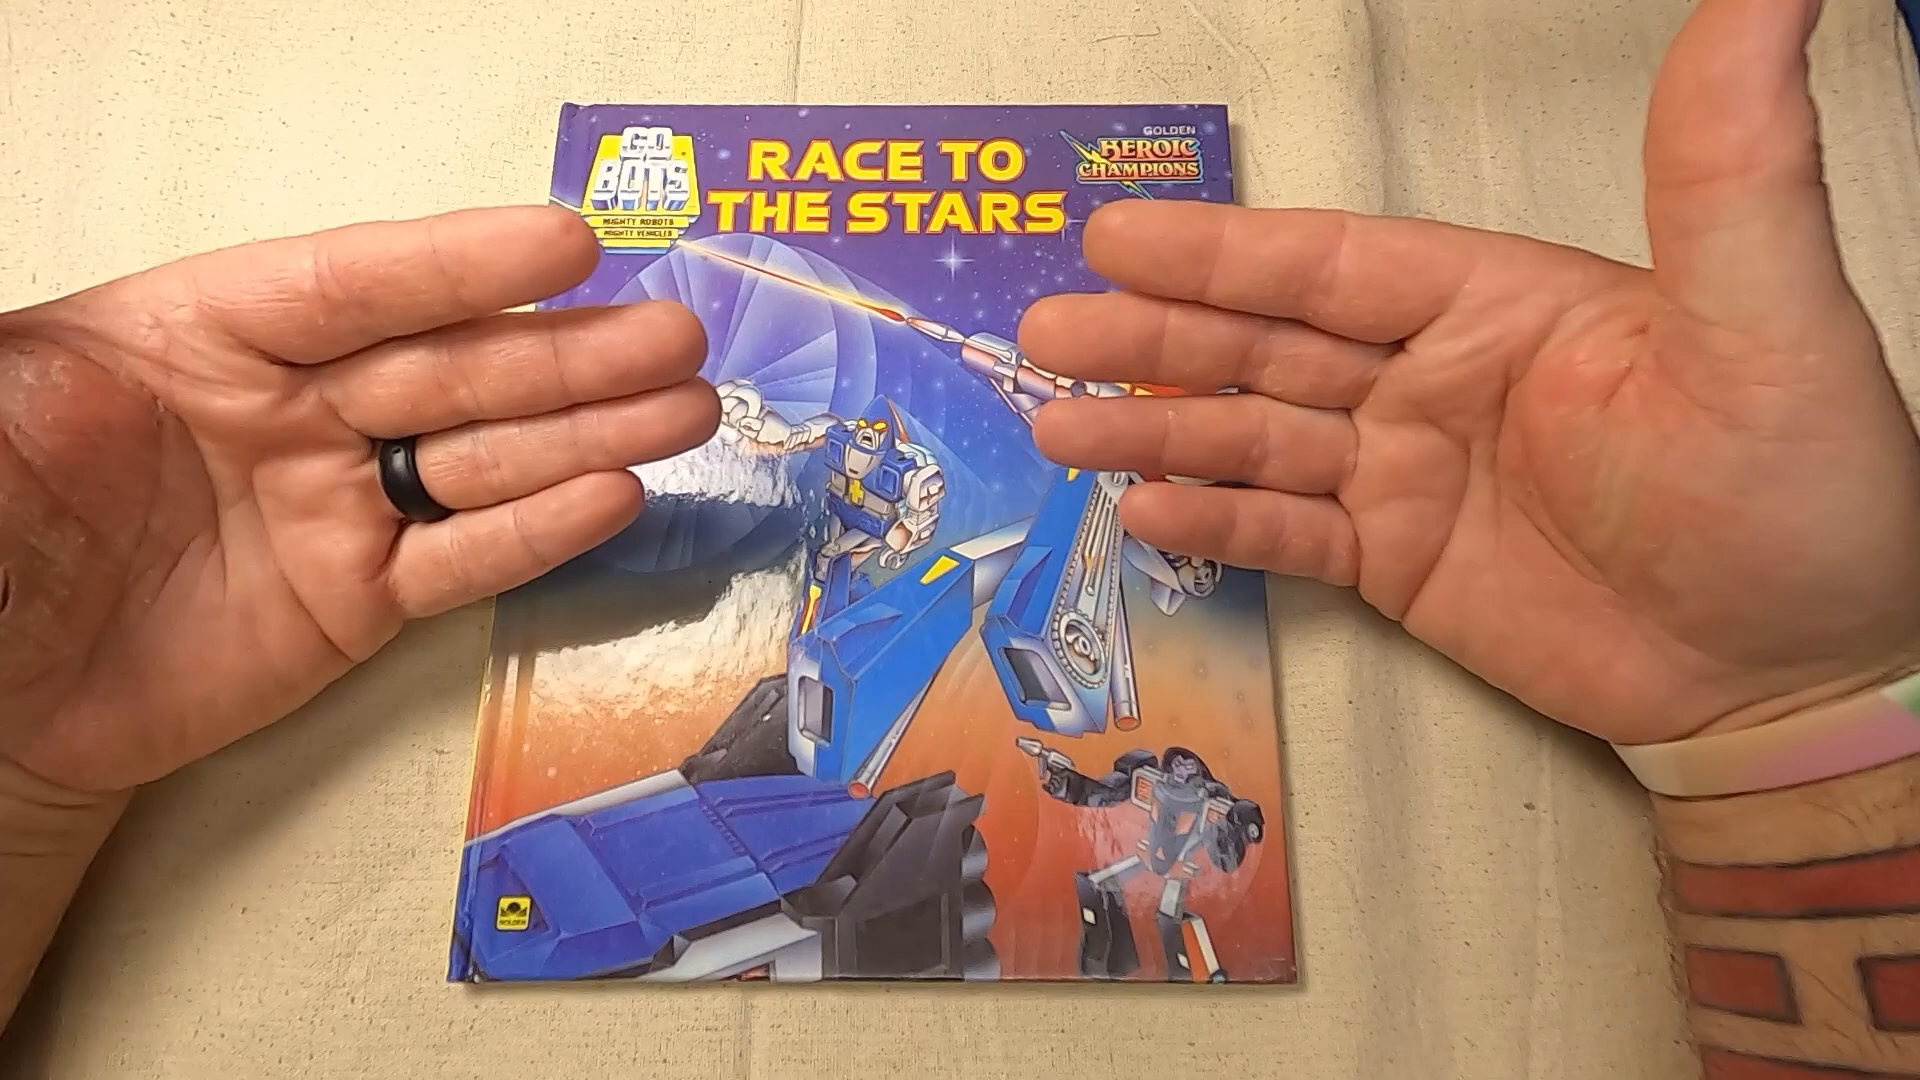 GO
BOTS
MIGHTY ROBOTS
MIGHTY VEHICLES
RACE TO
THE STARS
GOLDEN
HEROIC
CHAMPIONS
GOLDEN